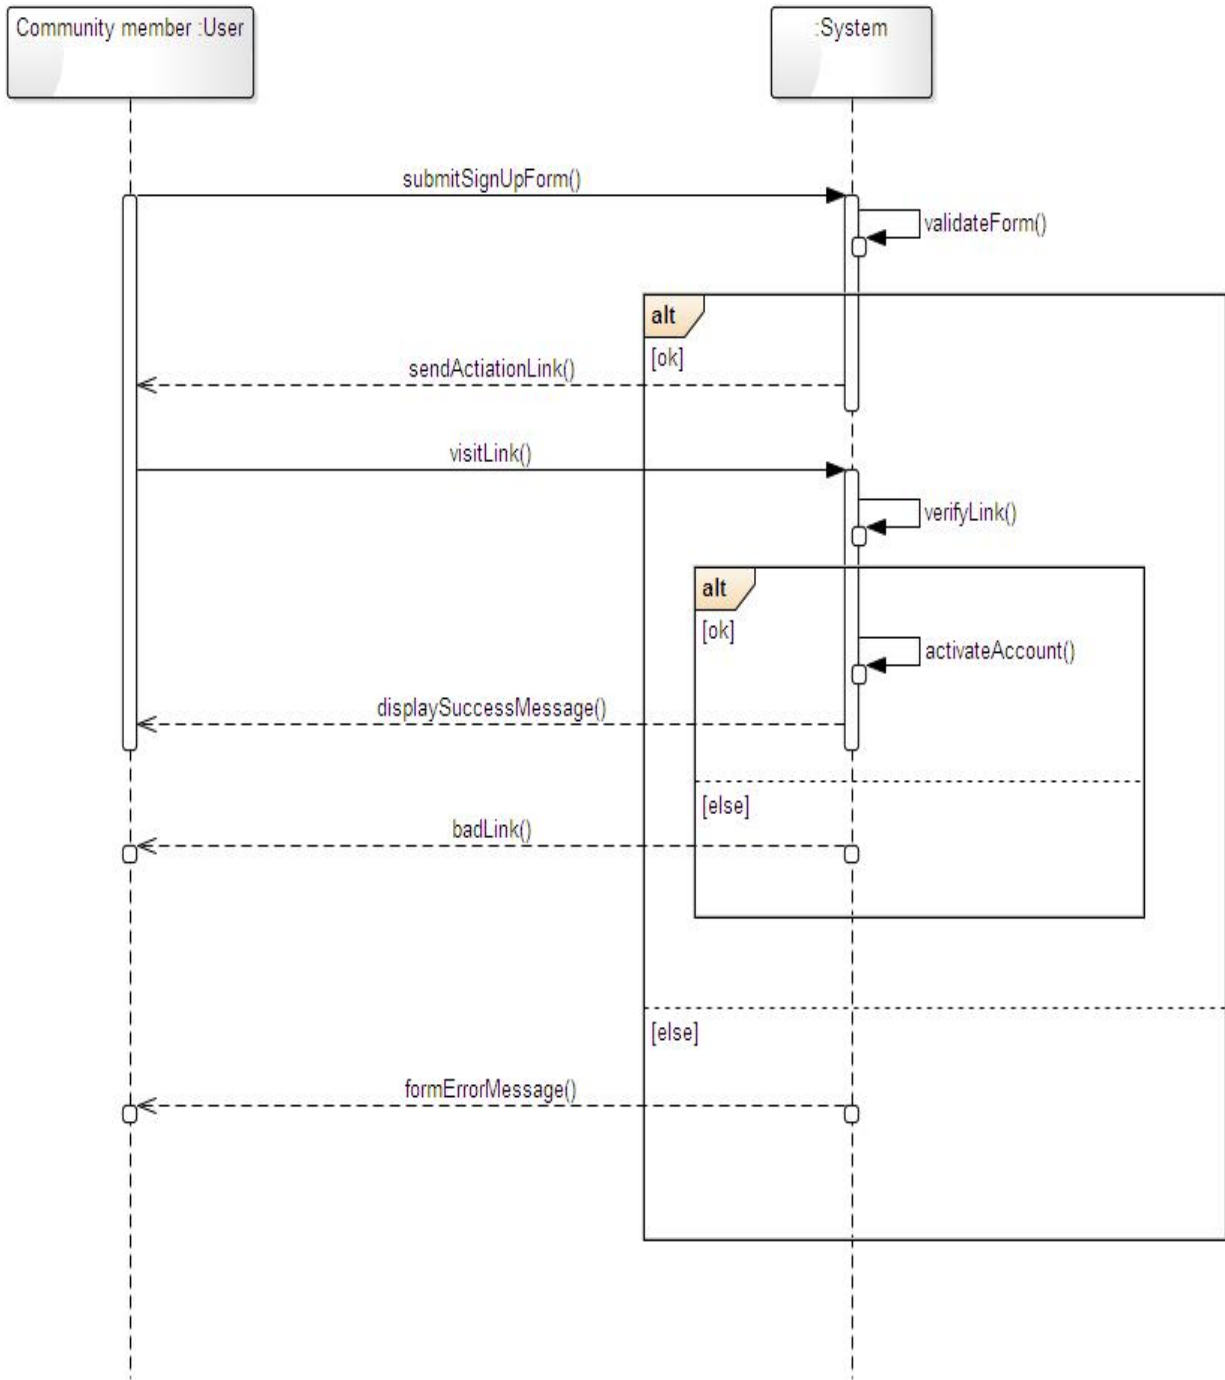 Community member :User
:System
submitSignUpForm()
validateForm()
alt
[ok]
sendActiationLink()
visitLink()
verifyLink()
alt
[ok]
activateAccount()
displaySuccessMessage()
[else]
badLink()
[else]
formErrorMessage()